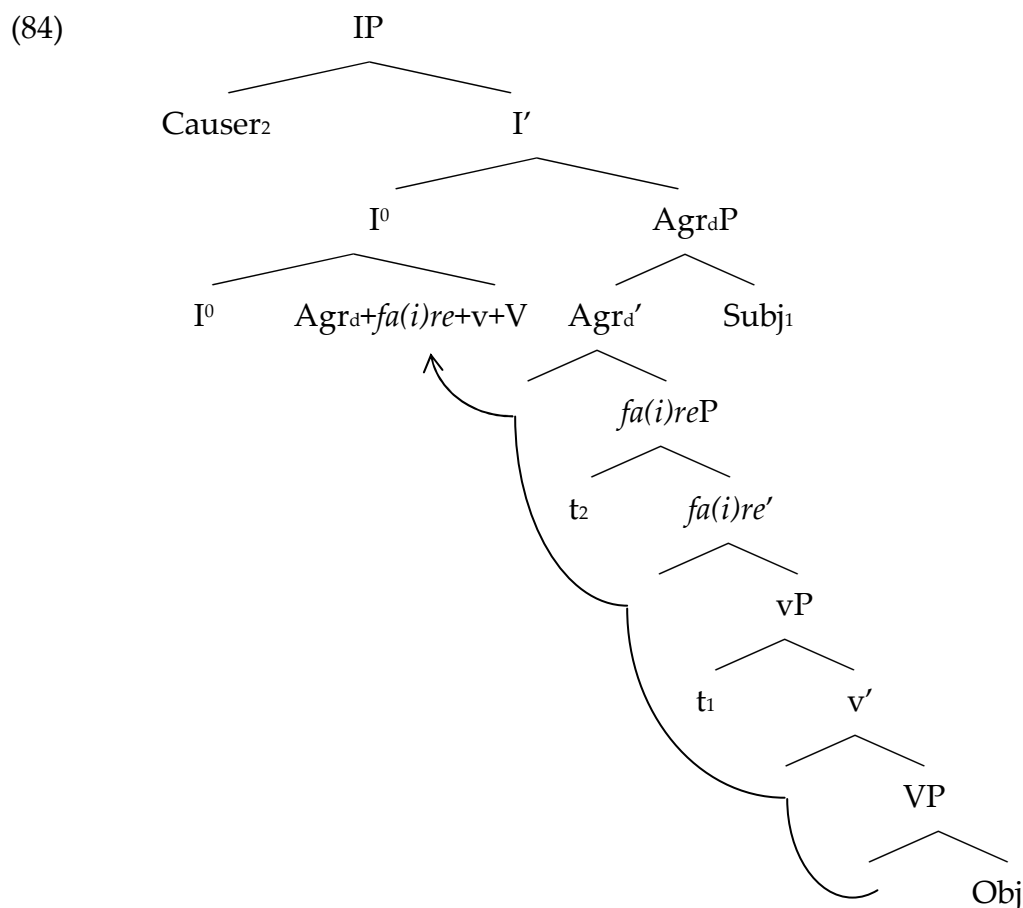 (84) IP
Causer2 I’
I0 AgrdP
I0 Agrd+fa(i)re+v+V Agrd’ Subj1
fa(i)reP
t2 fa(i)re’
vP
t1 v’
VP
Obj